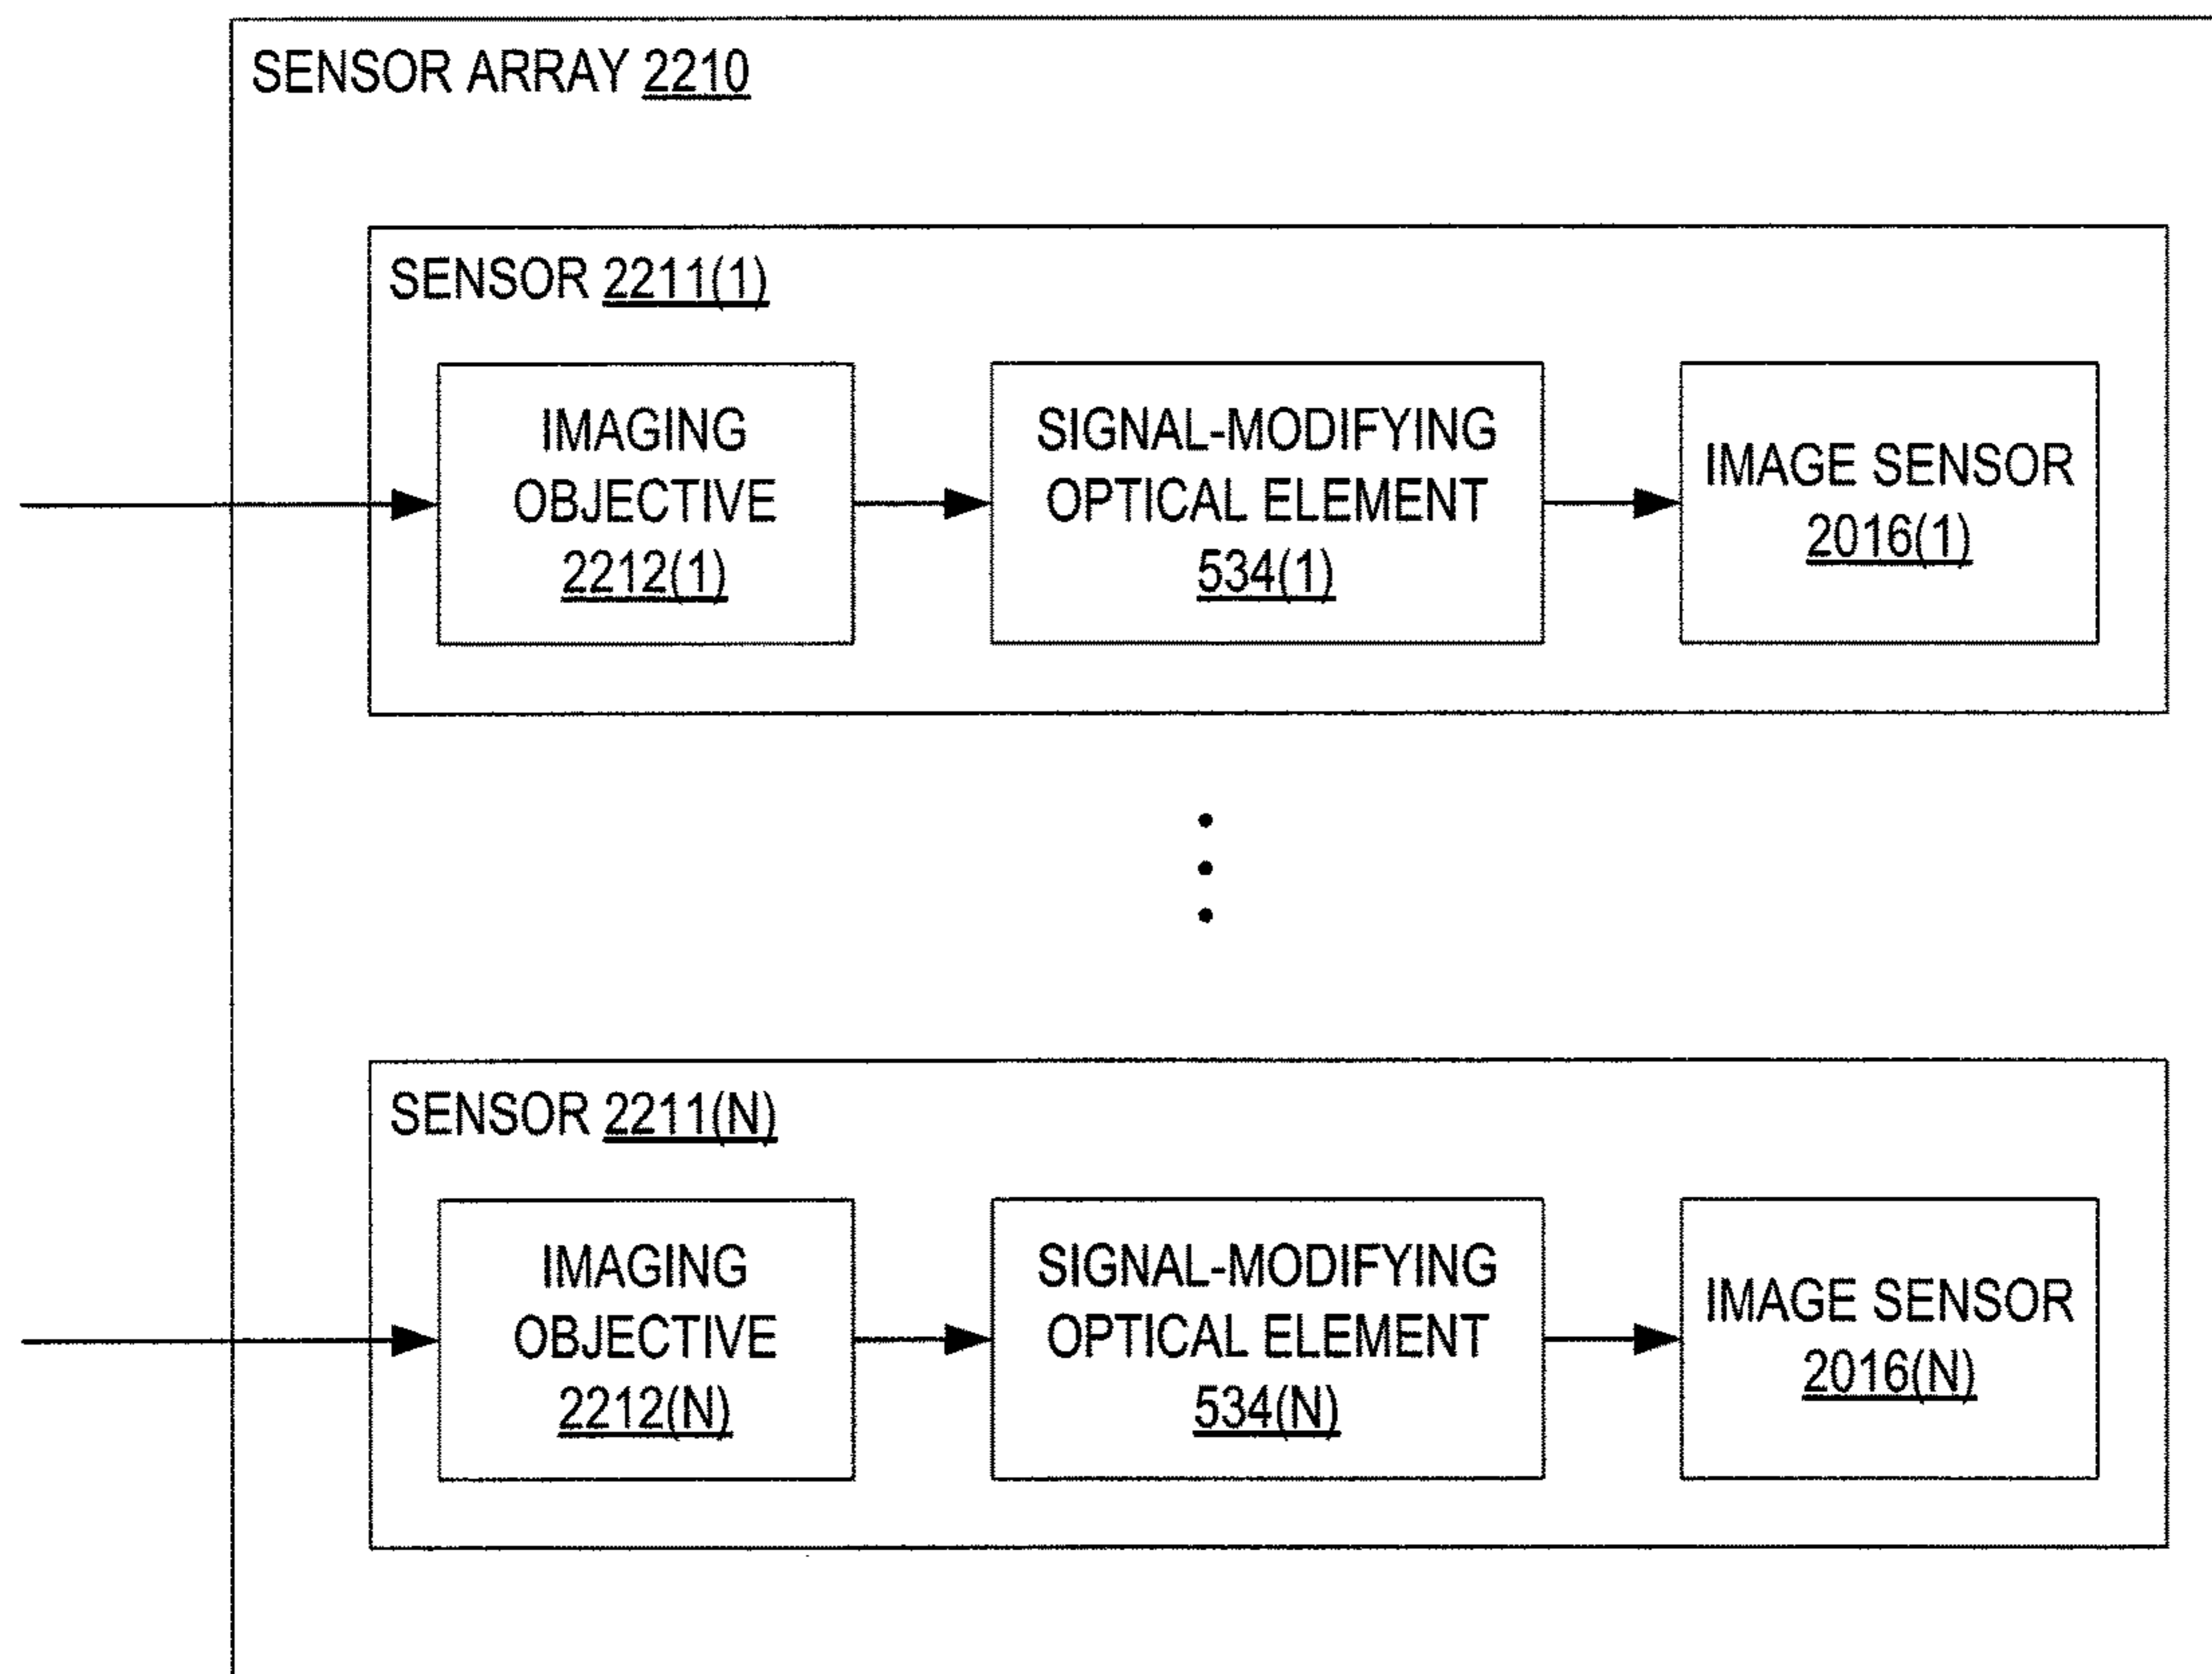 SENSOR ARRAY 2210
SENSOR 2211(1)
IMAGING
OBJECTIVE
2212(1)
SIGNAL-MODIFYING
OPTICAL ELEMENT
534(1)
IMAGE SENSOR
2016(1)
SENSOR 2211(N)
IMAGING
OBJECTIVE
2212(N)
SIGNAL-MODIFYING
OPTICAL ELEMENT
534(N)
IMAGE SENSOR
2016(N)